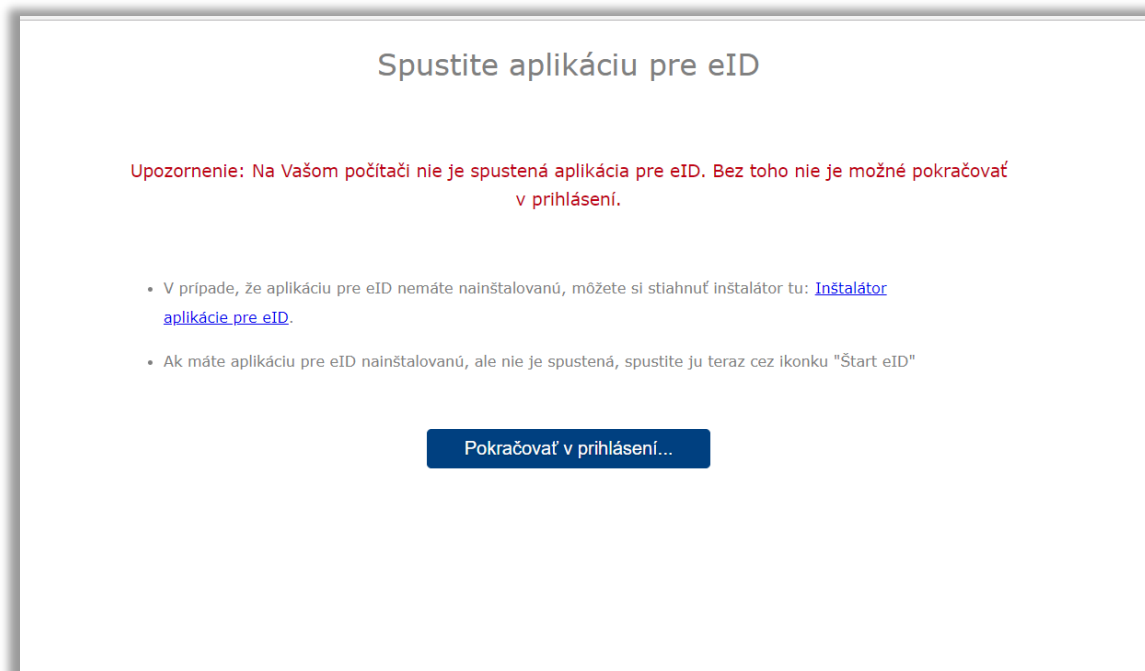 Spustite aplikáciu pre eID
Upozornenie: Na Vašom počítači nie je spustená aplikácia pre eID. Bez toho nie je možné pokračovať
v prihlásení.
• V prípade, že aplikáciu pre eID nemáte nainštalovanú, môžete si stiahnuť inštalátor tu: Inštalátor
aplikácie pre eID.
• Ak máte aplikáciu pre eID nainštalovanú, ale nie je spustená, spustite ju teraz cez ikonku "Štart eID"
Pokračovať v prihlásení...